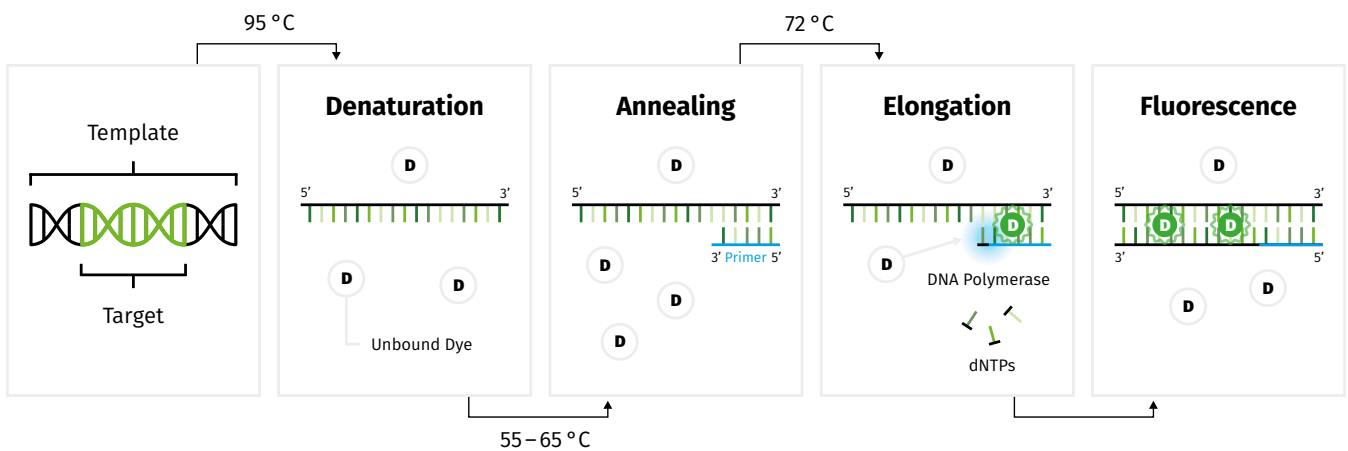 95 °C
72 °C
Template
Target
Denaturation
D
5’ 3’
D
D
Unbound Dye
55 – 65 °C
Annealing
D
5’ 3’
3’ Primer 5’
D
D
D
Elongation
D
5’ 3’
D
D
DNA Polymerase
dNTPs
Fluorescence
D
5’ 3’
D D
3’ 5’
D
D